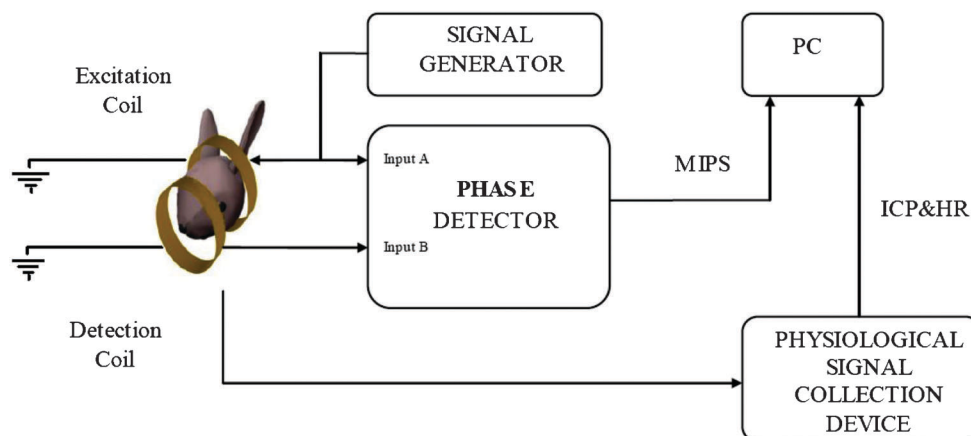 SIGNAL
GENERATOR
PC
Excitation
Coil
Input A
PHASE
DETECTOR
Input B
MIPS
ICP&HR
Detection
Coil
PHYSIOLOGICAL
SIGNAL
COLLECTION
DEVICE